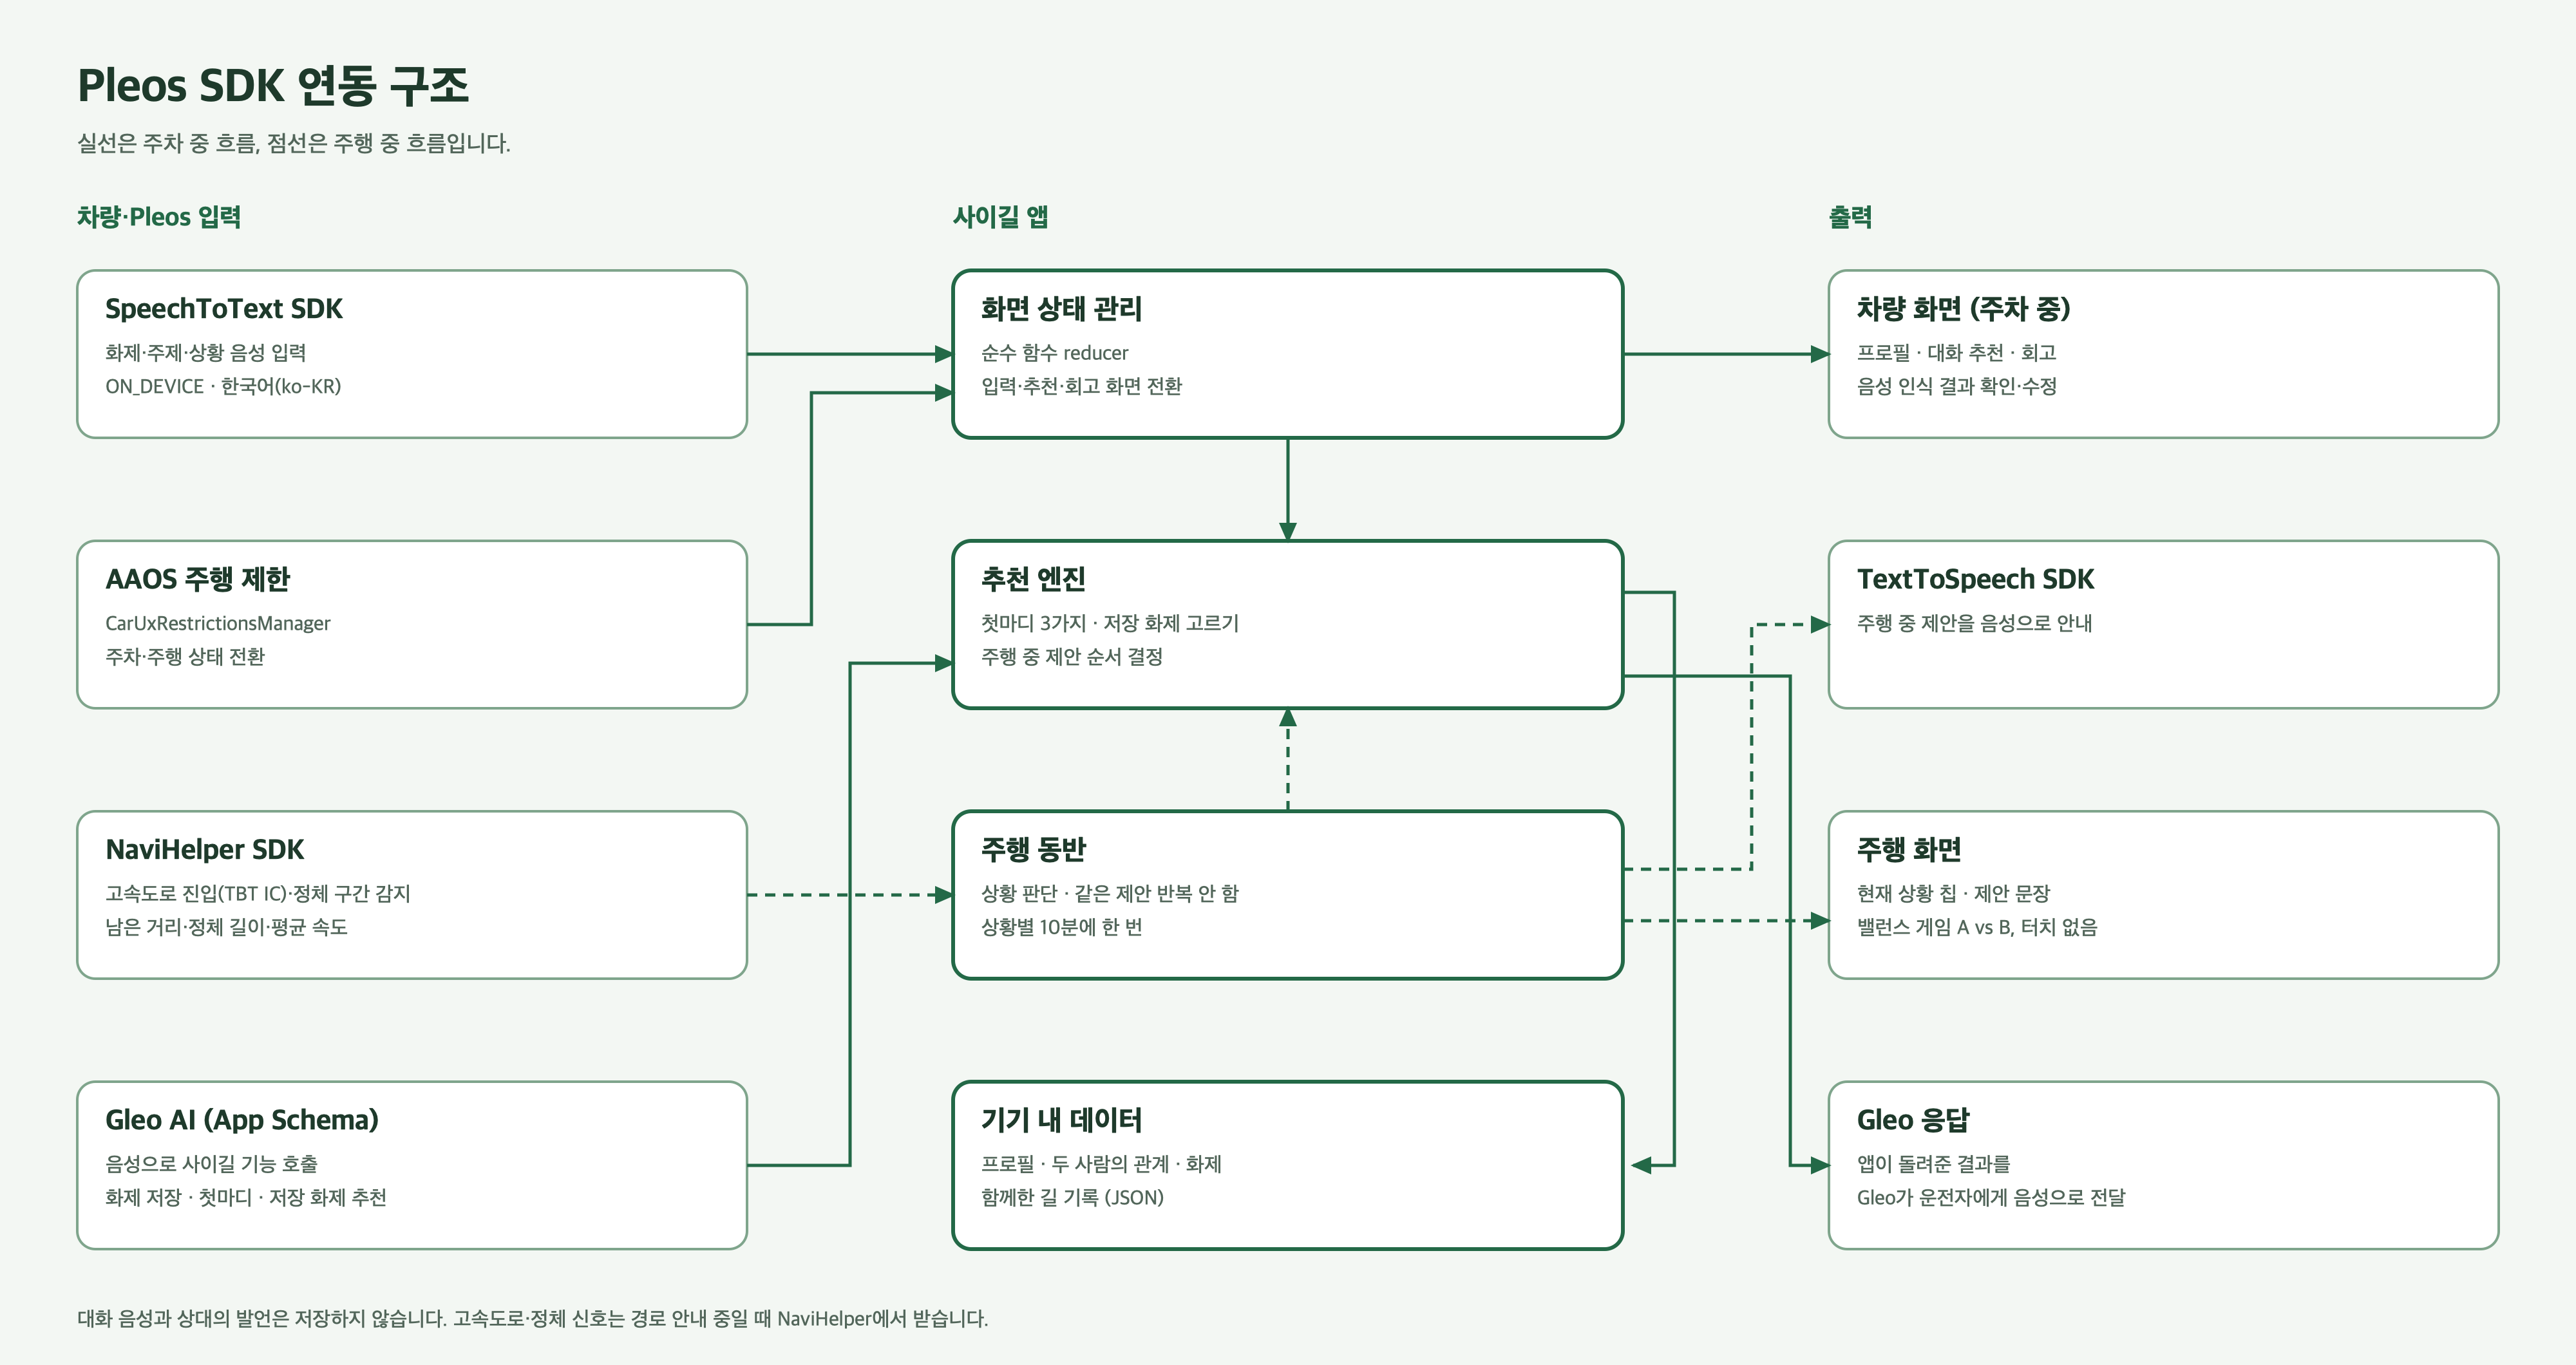 Pleos SDK 연동 구조
실선은 주차 중 흐름, 점선은 주행 중 흐름입니다.
차량·Pleos 입력
SpeechToText SDK
화제·주제·상황 음성 입력
ON_DEVICE · 한국어(ko-KR)
AAOS 주행 제한
CarUxRestrictionsManager
주차·주행 상태 전환
NaviHelper SDK
고속도로 진입(TBT IC)·정체 구간 감지
남은 거리·정체 길이·평균 속도
Gleo AI (App Schema)
음성으로 사이길 기능 호출
화제 저장 · 첫마디 · 저장 화제 추천
사이길 앱
화면 상태 관리
순수 함수 reducer
입력·추천·회고 화면 전환
추천 엔진
첫마디 3가지 · 저장 화제 고르기
주행 중 제안 순서 결정
주행 동반
상황 판단 · 같은 제안 반복 안 함
상황별 10분에 한 번
기기 내 데이터
프로필 · 두 사람의 관계 · 화제
함께한 길 기록 (JSON)
출력
차량 화면 (주차 중)
프로필 · 대화 추천 · 회고
음성 인식 결과 확인·수정
TextToSpeech SDK
주행 중 제안을 음성으로 안내
주행 화면
현재 상황 칩 · 제안 문장
밸런스 게임 A vs B, 터치 없음
Gleo 응답
앱이 돌려준 결과를
Gleo가 운전자에게 음성으로 전달
대화 음성과 상대의 발언은 저장하지 않습니다. 고속도로·정체 신호는 경로 안내 중일 때 NaviHelper에서 받습니다.